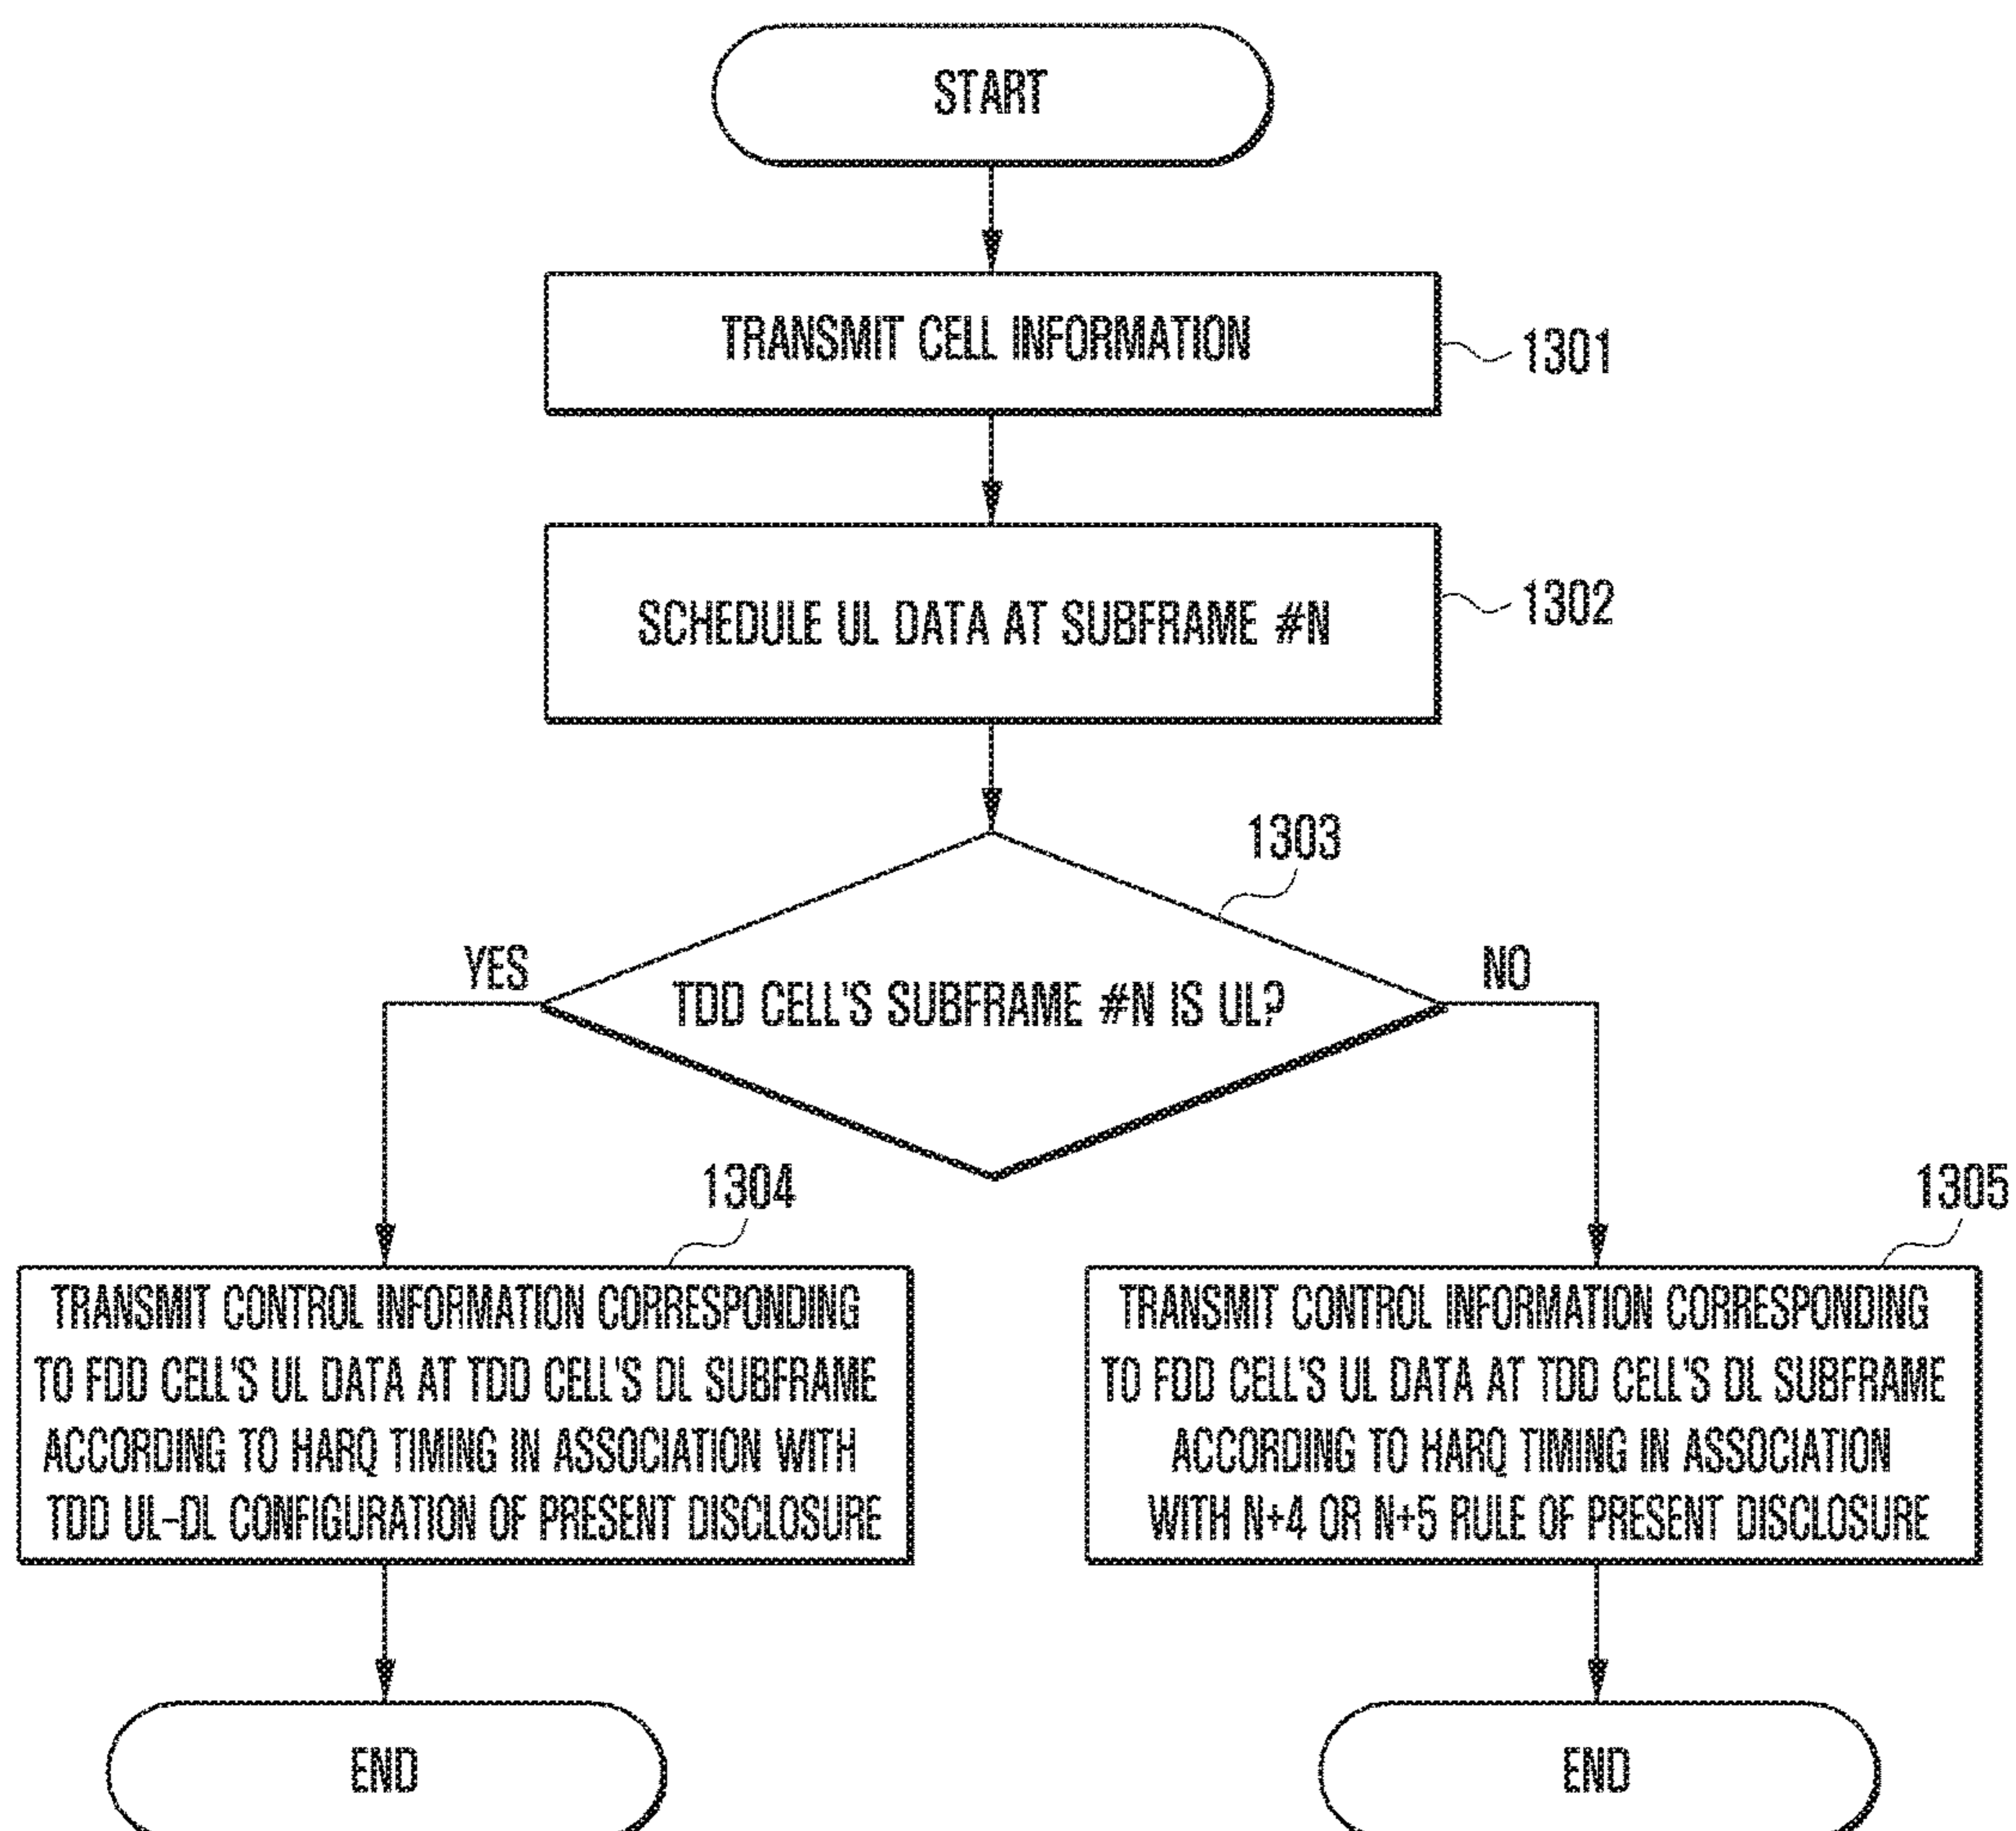 START
TRANSMIT CELL INFORMATION
1301
SCHEDULE UL DATA AT SUBFRAME #N
1302
1303
YES
TDD CELL'S SUBFRAME #N IS UL?
NO
1304
TRANSMIT CONTROL INFORMATION CORRESPONDING
TO FDD CELL'S UL DATA AT TDD CELL'S DL SUBFRAME
ACCORDING TO HARQ TIMING IN ASSOCIATION WITH
TDD UL-DL CONFIGURATION OF PRESENT DISCLOSURE
1305
TRANSMIT CONTROL INFORMATION CORRESPONDING
TO FDD CELL'S UL DATA AT TDD CELL'S DL SUBFRAME
ACCORDING TO HARQ TIMING IN ASSOCIATION
WITH N+4 OR N+5 RULE OF PRESENT DISCLOSURE
END
END